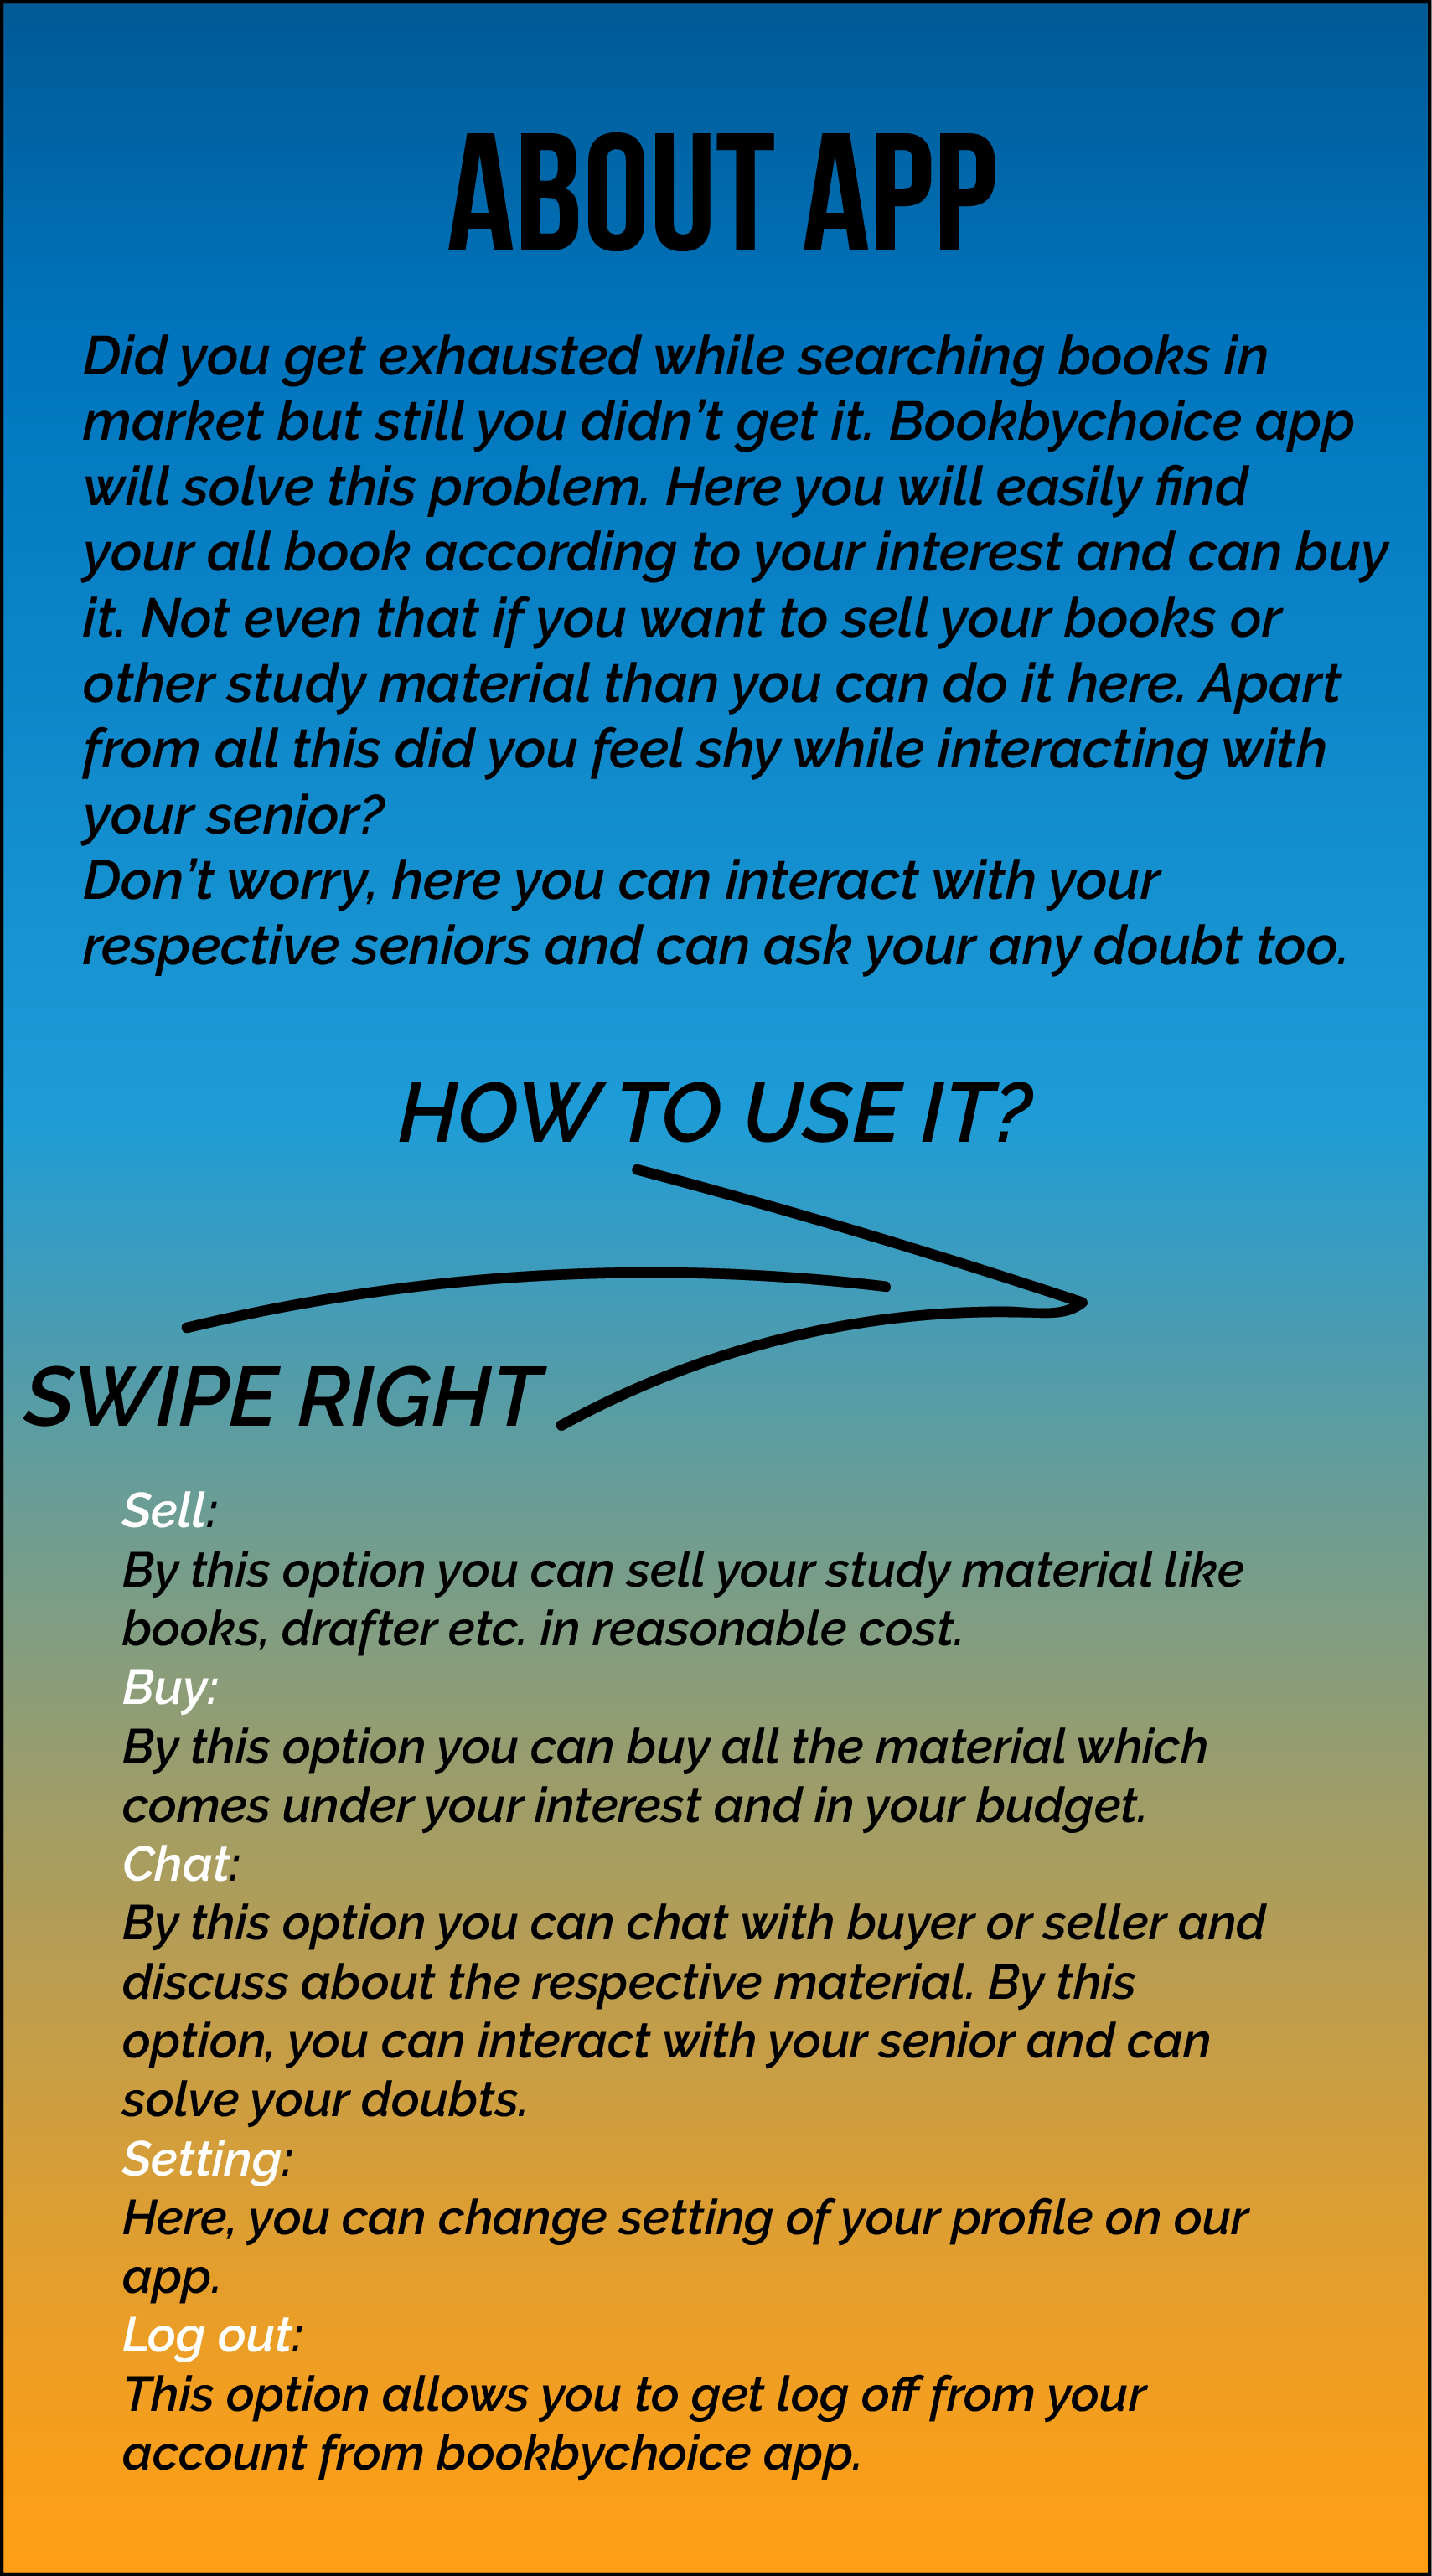 ABOUT APP
Did you get exhausted while searching books in
market but still you didn’t get it. Bookbychoice app
will solve this problem. Here you will easily find
your all book according to your interest and can buy
it. Not even that if you want to sell your books or
other study material than you can do it here. Apart
from all this did you feel shy while interacting with
your senior?
Don’t worry, here you can interact with your
respective seniors and can ask your any doubt too.
HOW TO USE IT?
SWIPE RIGHT
Sell:
By this option you can sell your study material like
books, drafter etc. in reasonable cost.
Buy:
By this option you can buy all the material which
comes under your interest and in your budget.
Chat:
By this option you can chat with buyer or seller and
discuss about the respective material. By this
option, you can interact with your senior and can
solve your doubts.
Setting:
Here, you can change setting of your profile on our
app.
Log out:
This option allows you to get log off from your
account from bookbychoice app.